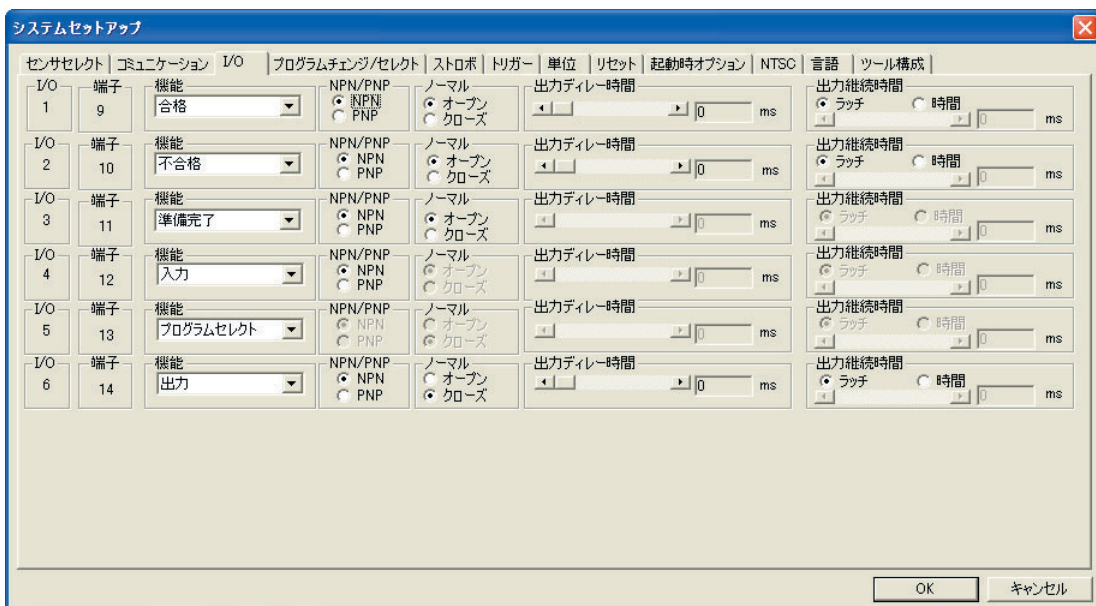 システムセットアップ
センサセレクト コミュニケーション I/O プログラムチェンジ/セレクト ストロボ トリガー 単位 リセット 起動時オプション NTSC 言語 ツール構成
I/O 端子 機能 NPN/PNP ノーマル 出力ディレー時間 出力継続時間
1 9 合格 NPN オープン 0 ms ラッチ 時間
PNP クローズ 0 ms
I/O 端子 機能 NPN/PNP ノーマル 出力ディレー時間 出力継続時間
2 10 不合格 NPN オープン 0 ms ラッチ 時間
PNP クローズ 0 ms
I/O 端子 機能 NPN/PNP ノーマル 出力ディレー時間 出力継続時間
3 11 準備完了 NPN オープン 0 ms ラッチ 時間
PNP クローズ 0 ms
I/O 端子 機能 NPN/PNP ノーマル 出力ディレー時間 出力継続時間
4 12 入力 NPN オープン 0 ms ラッチ 時間
PNP クローズ 0 ms
I/O 端子 機能 NPN/PNP ノーマル 出力ディレー時間 出力継続時間
5 13 プログラムセレクト NPN オープン 0 ms ラッチ 時間
PNP クローズ 0 ms
I/O 端子 機能 NPN/PNP ノーマル 出力ディレー時間 出力継続時間
6 14 出力 NPN オープン 0 ms ラッチ 時間
PNP クローズ 0 ms
OK キャンセル